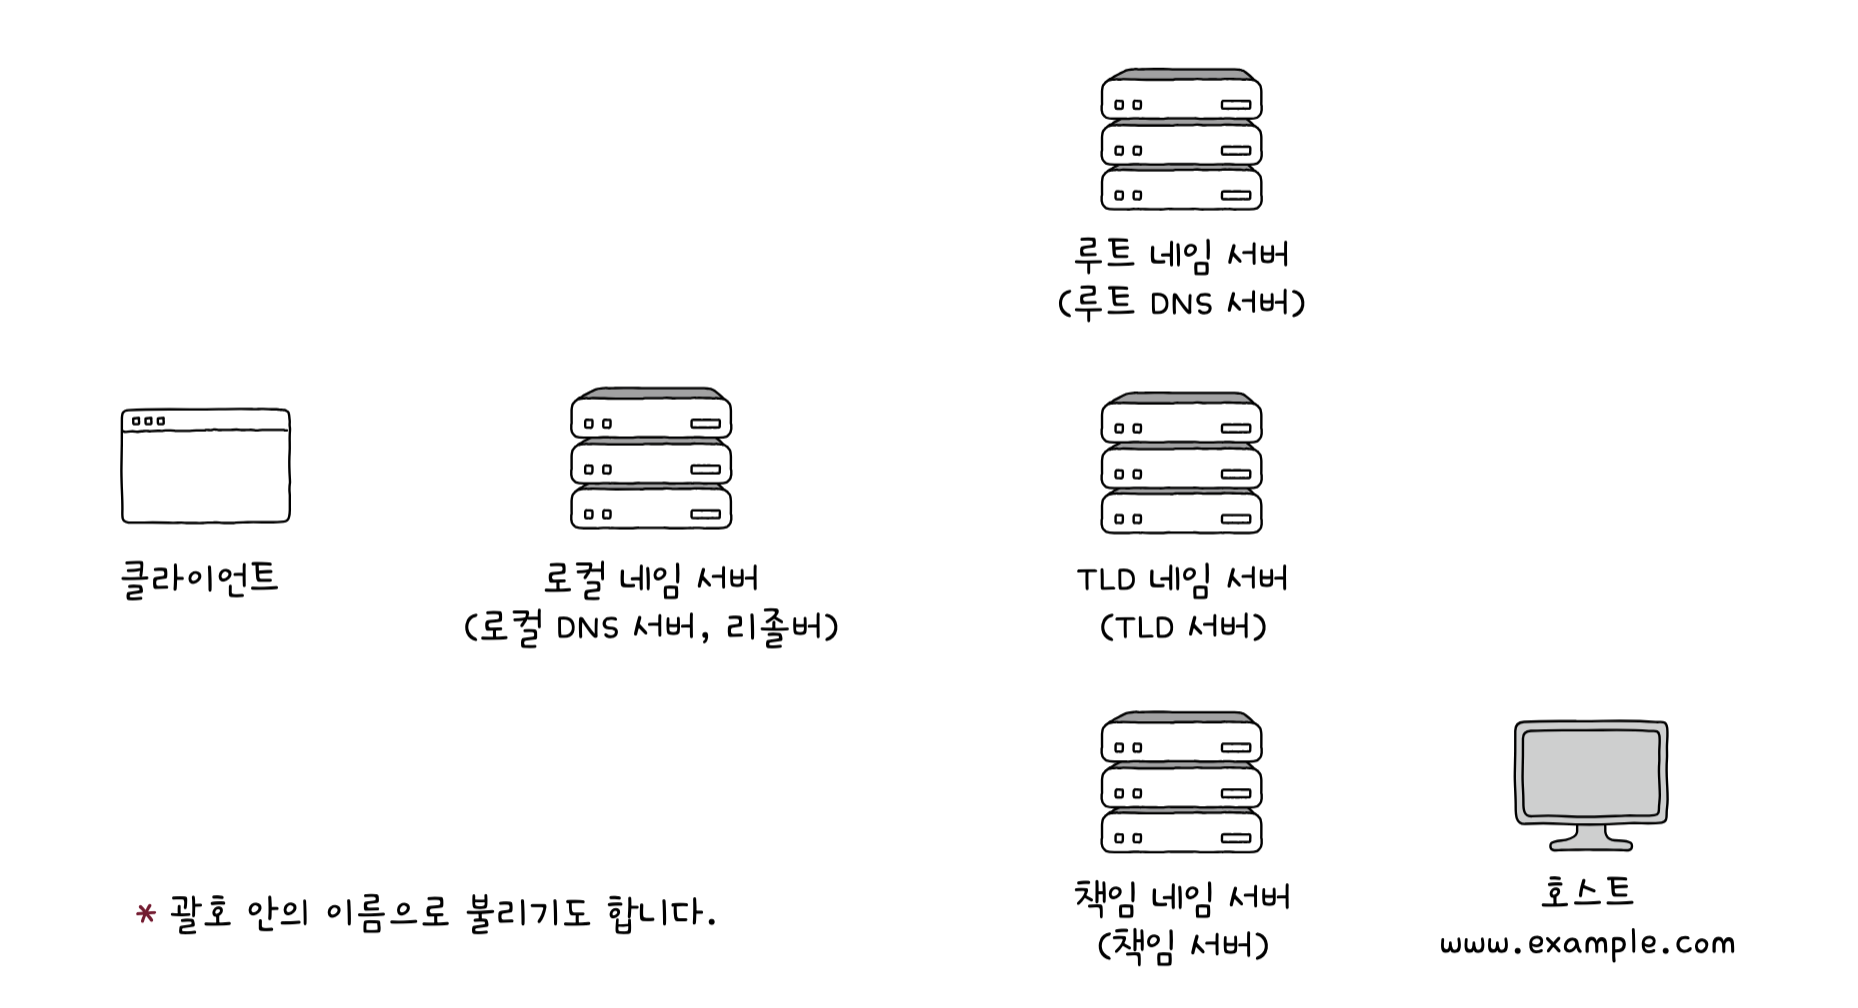 루트 네임 서버
(루트 DNS 서버)
클라이언트
로컬 네임 서버
(로컬 DNS 서버, 리졸버)
TLD 네임 서버
(TLD 서버)
책임 네임 서버
(책임 서버)
호스트
www.example.com
* 괄호 안의 이름으로 불리기도 합니다.